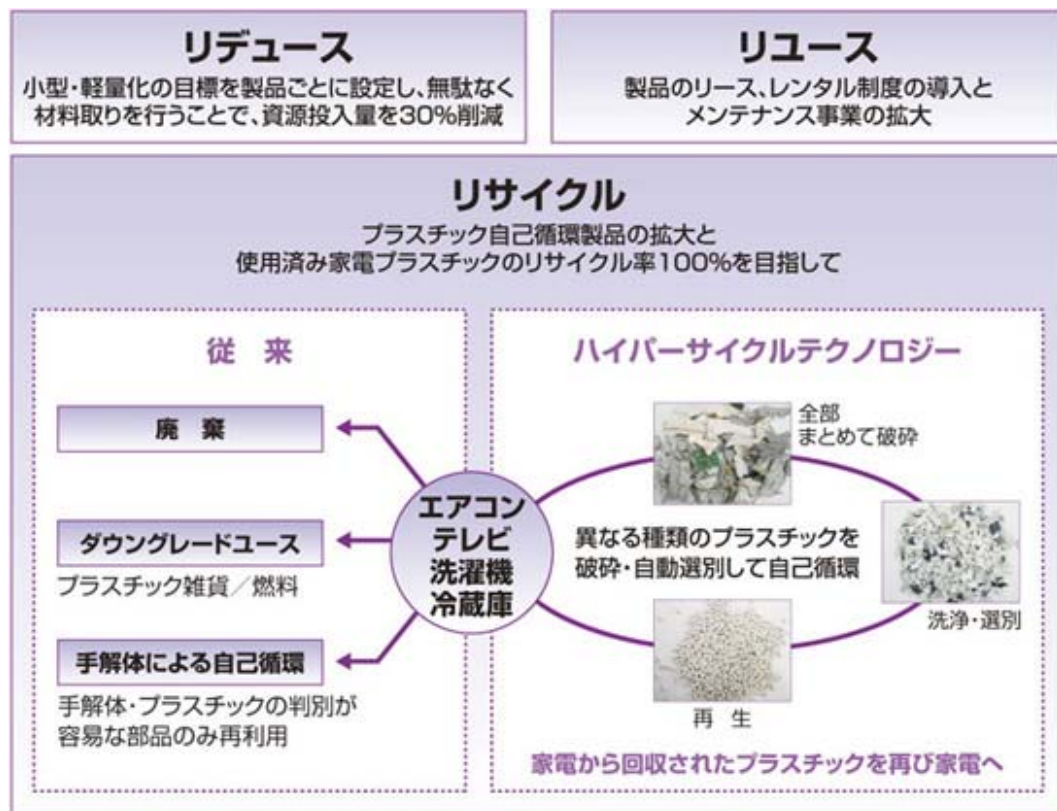 リデュース
小型・軽量化の目標を製品ごとに設定し、無駄なく
材料取りを行うことで、資源投入量を30%削減
リユース
製品のリース、レンタル制度の導入と
メンテナンス事業の拡大
リサイクル
プラスチック自己循環製品の拡大と
使用済み家電プラスチックのリサイクル率100%を目指して
従　来
廃　棄
ダウングレードユース
プラスチック雑貨／燃料
手解体による自己循環
手解体・プラスチックの判別が
容易な部品のみ再利用
エアコン
テレビ
洗濯機
冷蔵庫
ハイパーサイクルテクノロジー
全部
まとめて破砕
異なる種類のプラスチックを
破砕・自動選別して自己循環
洗浄・選別
再　生
家電から回収されたプラスチックを再び家電へ